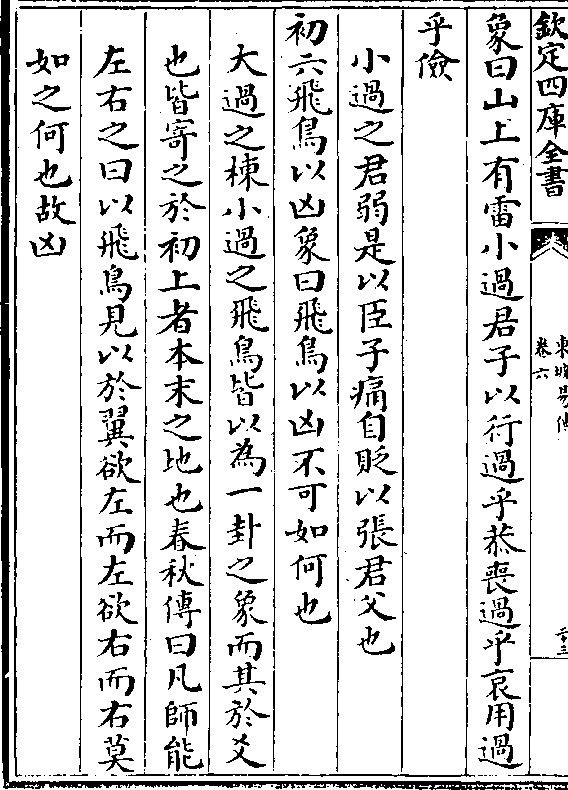 欽定四庫全書
東坡易傳
卷六
二十三
象曰山上有雷小過君子以行過乎恭喪過乎哀用過
乎儉
小過之君弱是以臣子痛自貶以張君父也
初六飛鳥以凶象曰飛鳥以凶不可如何也
大過之棟小過之飛鳥皆以為一卦之象而其於爻
也皆寄之於初上者本末之地也春秋傳曰凡師能
左右之曰以飛鳥見以於翼欲左而左欲右而右莫
如之何也故凶